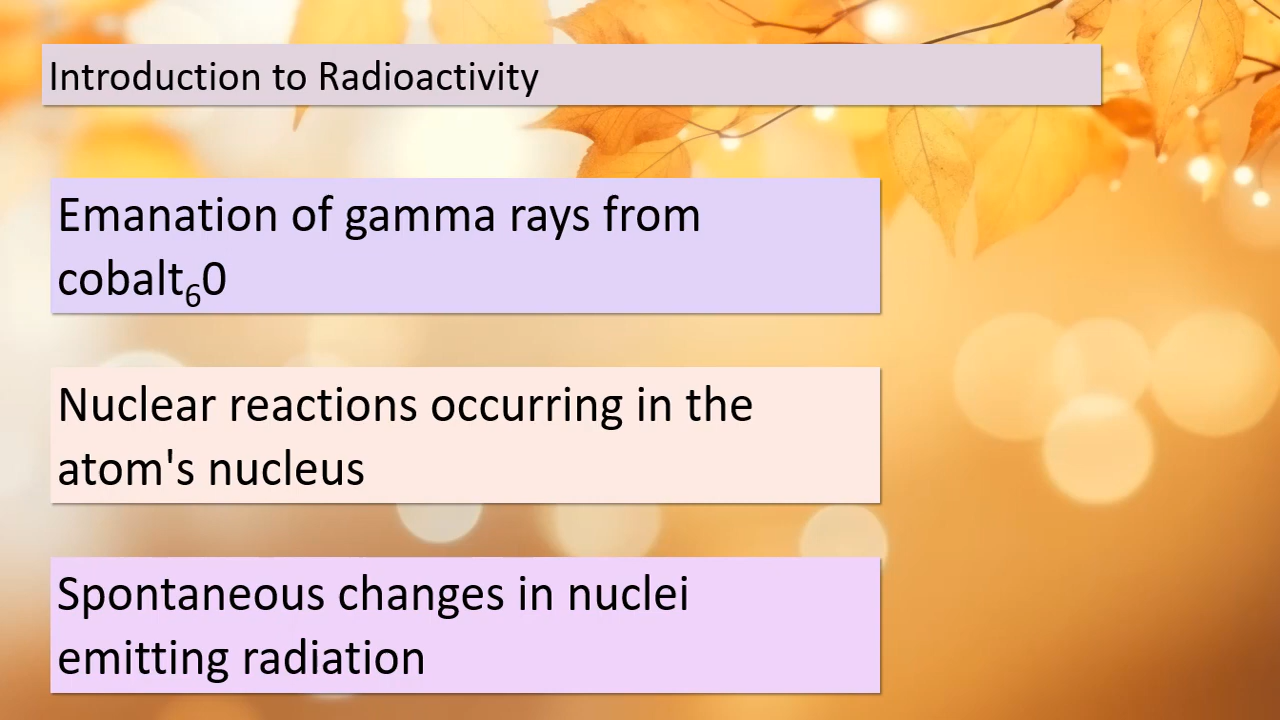 Introduction to Radioactivity
Emanation of gamma rays from
cobalt₆0
Nuclear reactions occurring in the
atom's nucleus
Spontaneous changes in nuclei
emitting radiation